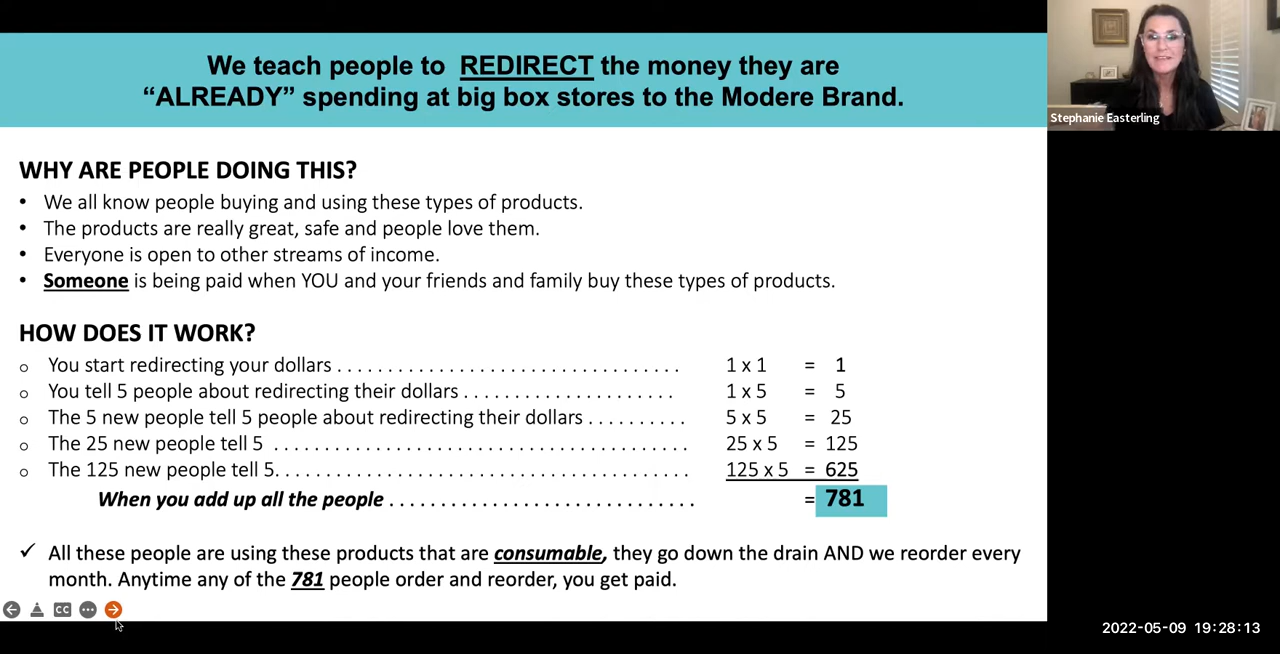 We teach people to REDIRECT the money they are
“ALREADY” spending at big box stores to the Modere Brand.
Stephanie Easterling
WHY ARE PEOPLE DOING THIS?
• We all know people buying and using these types of products.
• The products are really great, safe and people love them.
• Everyone is open to other streams of income.
• Someone is being paid when YOU and your friends and family buy these types of products.
HOW DOES IT WORK?
o You start redirecting your dollars . . . . . . . . . . . . . . . . . . . . . . . . . . . . . . . . . . 1 x 1 = 1
o You tell 5 people about redirecting their dollars . . . . . . . . . . . . . . . . . . . . . 1 x 5 = 5
o The 5 new people tell 5 people about redirecting their dollars . . . . . . . . . . 5 x 5 = 25
o The 25 new people tell 5 . . . . . . . . . . . . . . . . . . . . . . . . . . . . . . . . . . . . . . . . . 25 x 5 = 125
o The 125 new people tell 5. . . . . . . . . . . . . . . . . . . . . . . . . . . . . . . . . . . . . . . . . 125 x 5 = 625
When you add up all the people . . . . . . . . . . . . . . . . . . . . . . . . . . . . . . = 781
✓ All these people are using these products that are consumable, they go down the drain AND we reorder every
month. Anytime any of the 781 people order and reorder, you get paid.
CC
2022-05-09 19:28:13